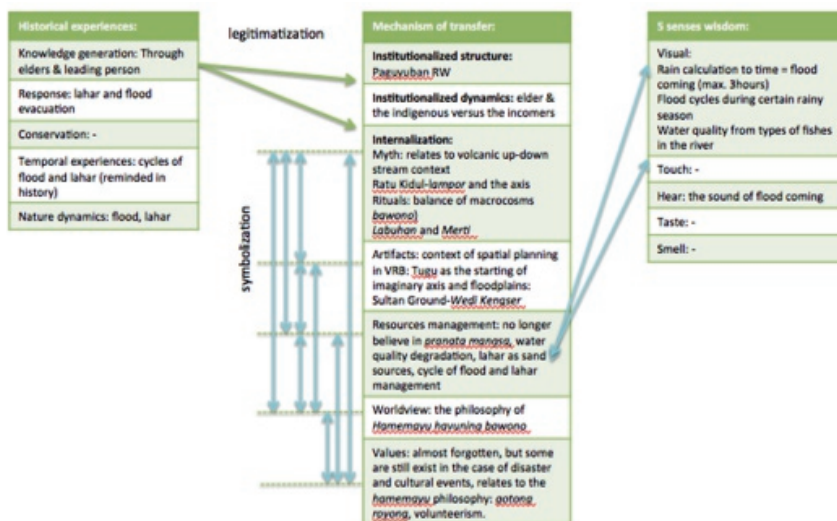 Historical experiences:
Knowledge generation: Through
elders & leading person
Response: lahar and flood
evacuation
Conservation: -
Temporal experiences: cycles of
flood and lahar (reminded in
history)
Nature dynamics: flood, lahar
legitimatization
symbolization
Mechanism of transfer:
Institutionalized structure:
Paguyuban RW
Institutionalized dynamics: elder &
the indigenous versus the incomers
Internalization:
Myth: relates to volcanic up-down
stream context
Ratu Kidul-lampor and the axis
Rituals: balance of macrocosms
bawono)
Labuhan and Merti
Artifacts: context of spatial planning
in VRB: Tugu as the starting of
imaginary axis and floodplains:
Sultan Ground-Wedi Kengser
Resources management: no longer
believe in pranata mangsa, water
quality degradation, lahar as sand
sources, cycle of flood and lahar
management
Worldview: the philosophy of
Hamemayu hayuning bawono
Values: almost forgotten, but some
are still exist in the case of disaster
and cultural events, relates to the
hamemayu philosophy: gotong
royong, volunteerism.
5 senses wisdom:
Visual:
Rain calculation to time = flood
coming (max. 3hours)
Flood cycles during certain rainy
season
Water quality from types of fishes
in the river
Touch: -
Hear: the sound of flood coming
Taste: -
Smell: -